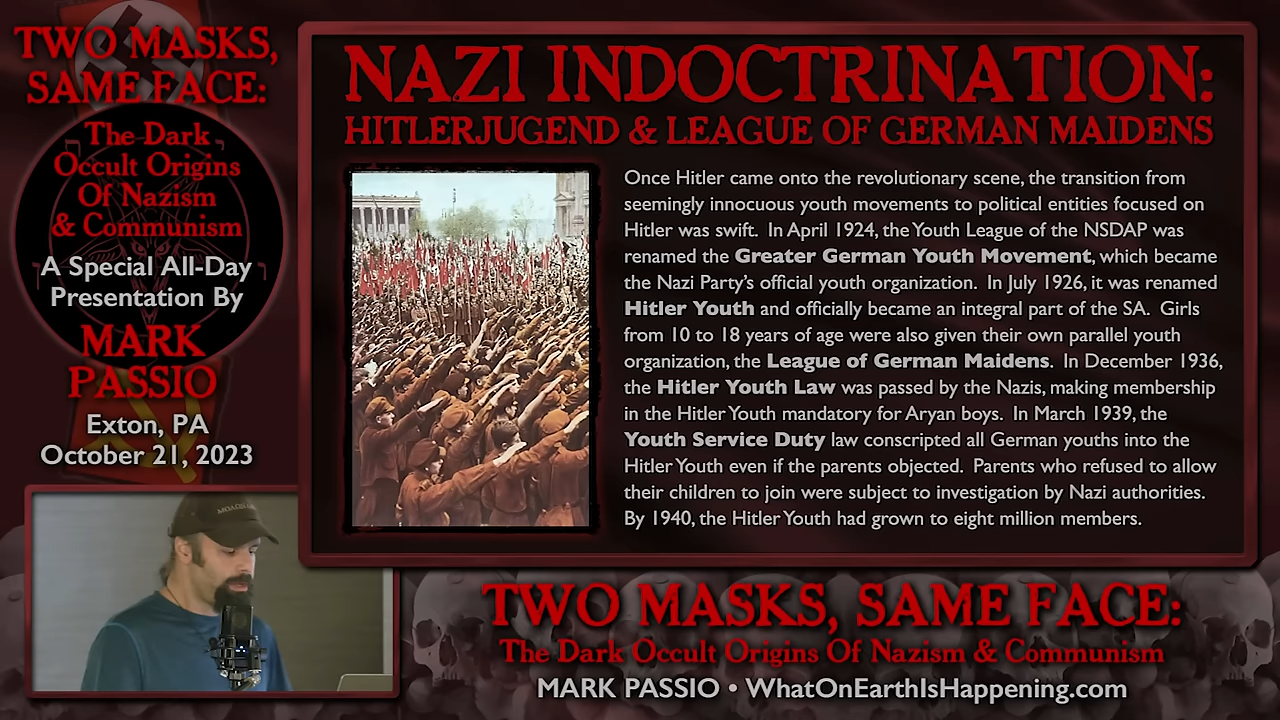 TWO MASKS,
SAME FACE:
The Dark
Occult Origins
Of Nazism
& Communism
A Special All-Day
Presentation By
MARK
PASSIO
Exton, PA
October 21, 2023
NAZI INDOCTRINATION:
HITLERJUGEND & LEAGUE OF GERMAN MAIDENS
Once Hitler came onto the revolutionary scene, the transition from
seemingly innocuous youth movements to political entities focused on
Hitler was swift. In April 1924, the Youth League of the NSDAP was
renamed the Greater German Youth Movement, which became
the Nazi Party's official youth organization. In July 1926, it was renamed
Hitler Youth and officially became an integral part of the SA. Girls
from 10 to 18 years of age were also given their own parallel youth
organization, the League of German Maidens. In December 1936,
the Hitler Youth Law was passed by the Nazis, making membership
in the Hitler Youth mandatory for Aryan boys. In March 1939, the
Youth Service Duty law conscripted all German youths into the
Hitler Youth even if the parents objected. Parents who refused to allow
their children to join were subject to investigation by Nazi authorities.
By 1940, the Hitler Youth had grown to eight million members.
TWO MASKS, SAME FACE:
The Dark Occult Origins Of Nazism & Communism
MARK PASSIO • WhatOnEarthIsHappening.com